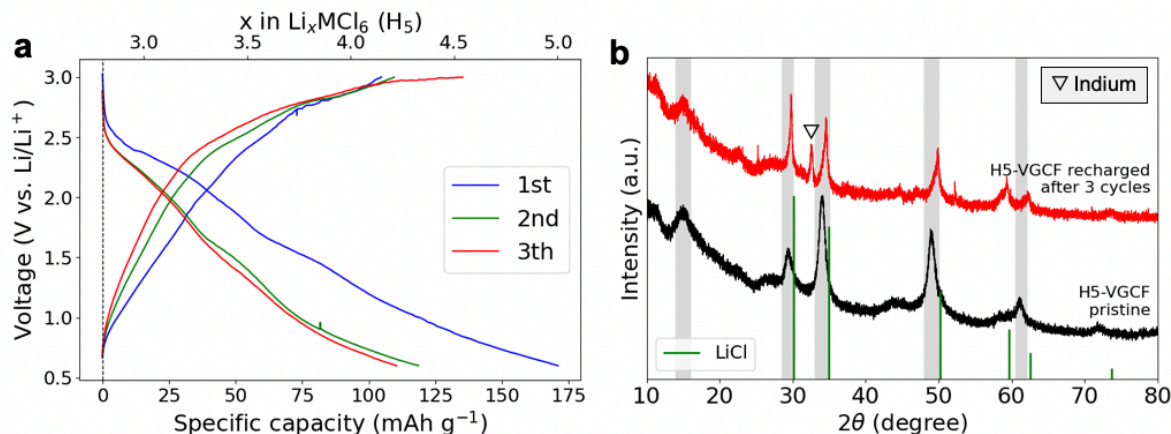 a
x in LiₓMCl₆ (H₅)
3.0 3.5 4.0 4.5 5.0
Voltage (V vs. Li/Li⁺)
3.0
2.5
2.0
1.5
1.0
0.5
1st
2nd
3th
0 25 50 75 100 125 150 175
Specific capacity (mAh g⁻¹)
b
▽ Indium
Intensity (a.u.)
H5-VGCF recharged
after 3 cycles
H5-VGCF
pristine
LiCl
10 20 30 40 50 60 70 80
2θ (degree)